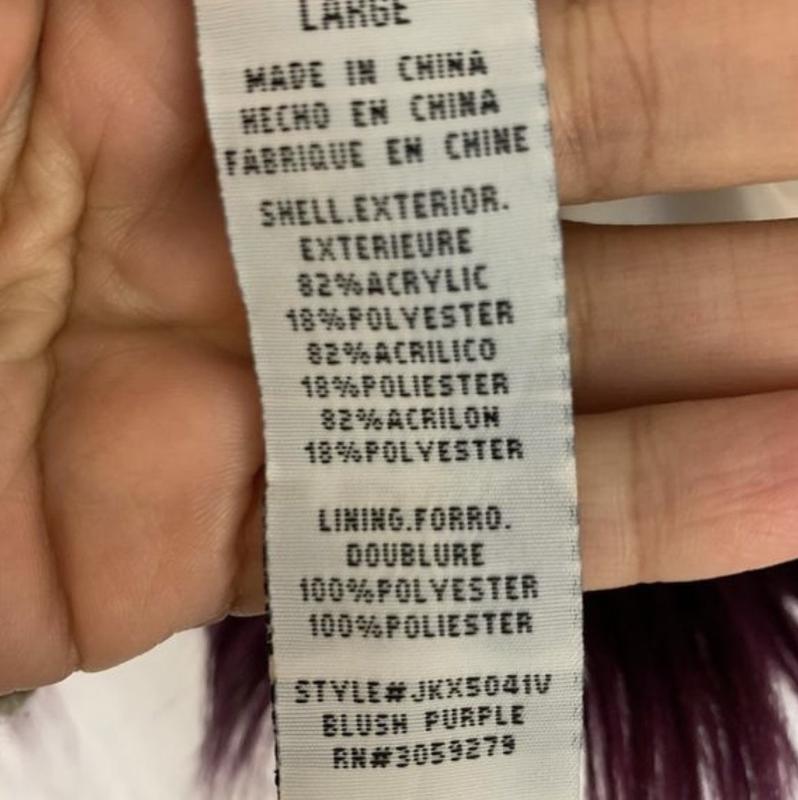 LARGE
MADE IN CHINA
HECHO EN CHINA
FABRIQUE EN CHINE
SHELL.EXTERIOR.
EXTERIEURE
82%ACRYLIC
18%POLYESTER
82%ACRILICO
18%POLIESTER
82%ACRILON
18%POLYESTER
LINING.FORRO.
DOUBLURE
100%POLYESTER
100%POLIESTER
STYLE#JKX5041V
BLUSH PURPLE
RN#3059279